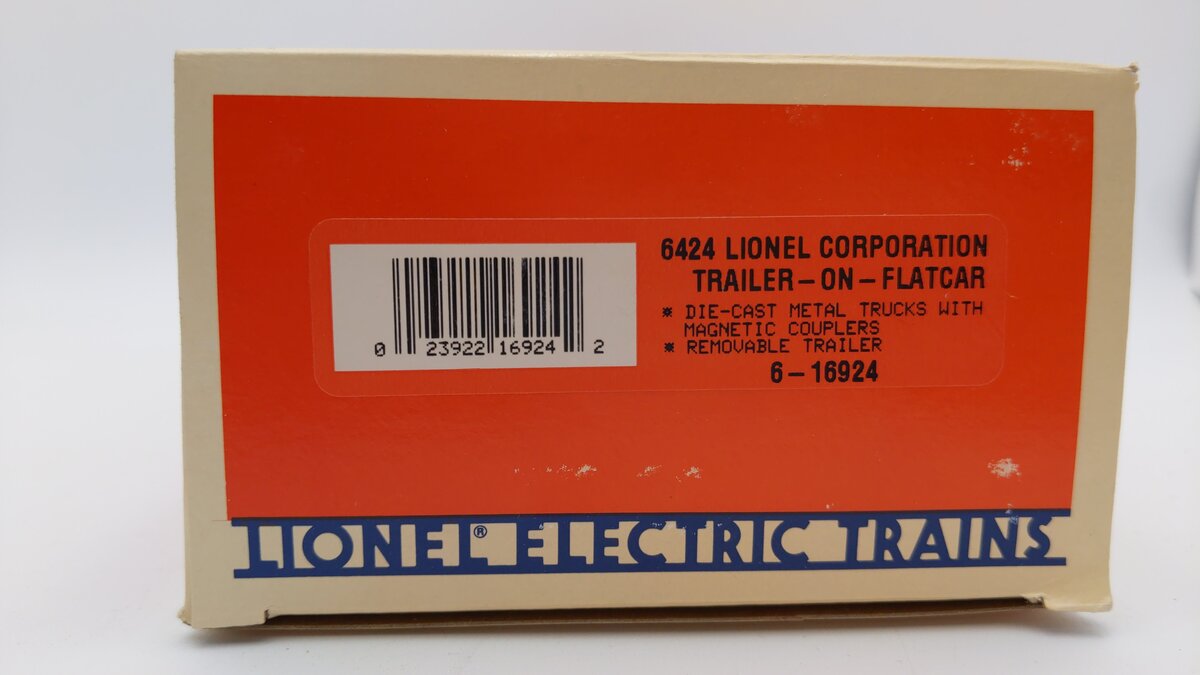 6424 LIONEL CORPORATION
TRAILER-ON-FLATCAR
* DIE-CAST METAL TRUCKS WITH
MAGNETIC COUPLERS
* REMOVABLE TRAILER
6-16924
0 23922 16924 2
LIONEL® ELECTRIC TRAINS